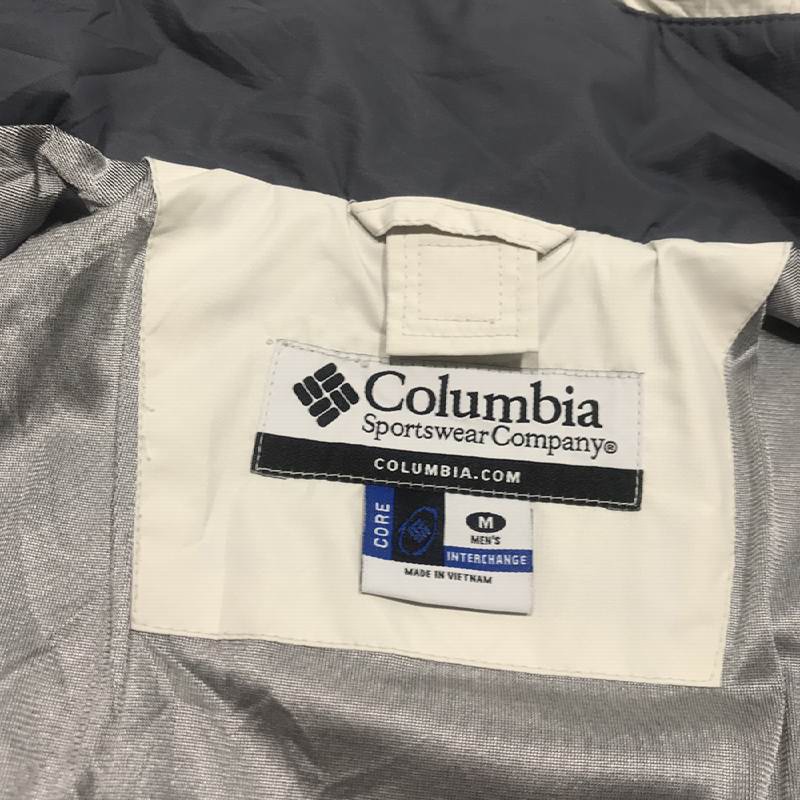 Columbia
Sportswear Company®
COLUMBIA.COM
CORE
M
MEN'S
INTERCHANGE
MADE IN VIETNAM